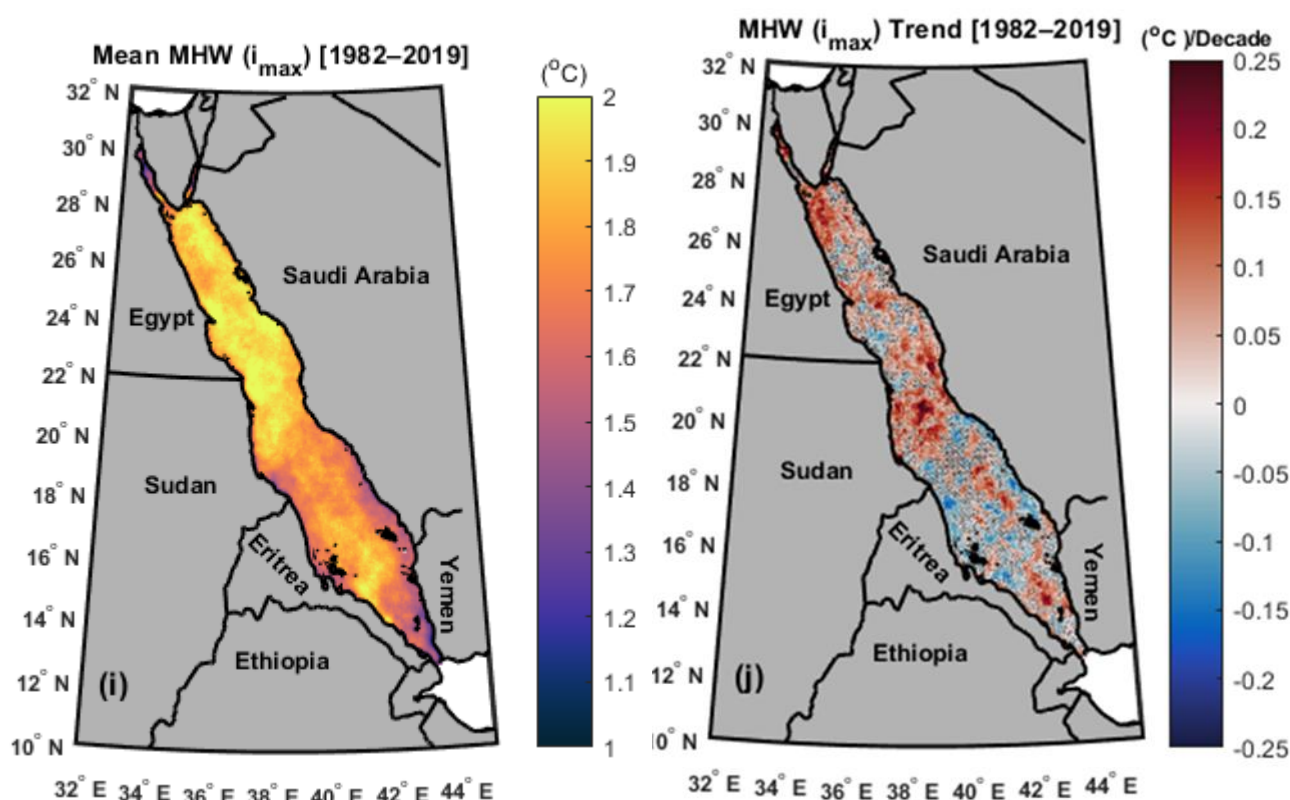 Mean MHW (imax) [1982–2019]
(°C)
32° N
30° N
28° N
26° N
24° N
22° N
20° N
18° N
16° N
14° N
12° N
10° N
32° E 34° E 36° E 38° E 40° E 42° E 44° E
Saudi Arabia
Egypt
Sudan
Eritrea
Yemen
Ethiopia
(i)
2
1.9
1.8
1.7
1.6
1.5
1.4
1.3
1.2
1.1
1
MHW (imax) Trend [1982–2019]
(°C )/Decade
32° N
30° N
28° N
26° N
24° N
22° N
20° N
18° N
16° N
14° N
12° N
10° N
32° E 34° E 36° E 38° E 40° E 42° E 44° E
Saudi Arabia
Egypt
Sudan
Eritrea
Yemen
Ethiopia
(j)
0.25
0.2
0.15
0.1
0.05
0
-0.05
-0.1
-0.15
-0.2
-0.25